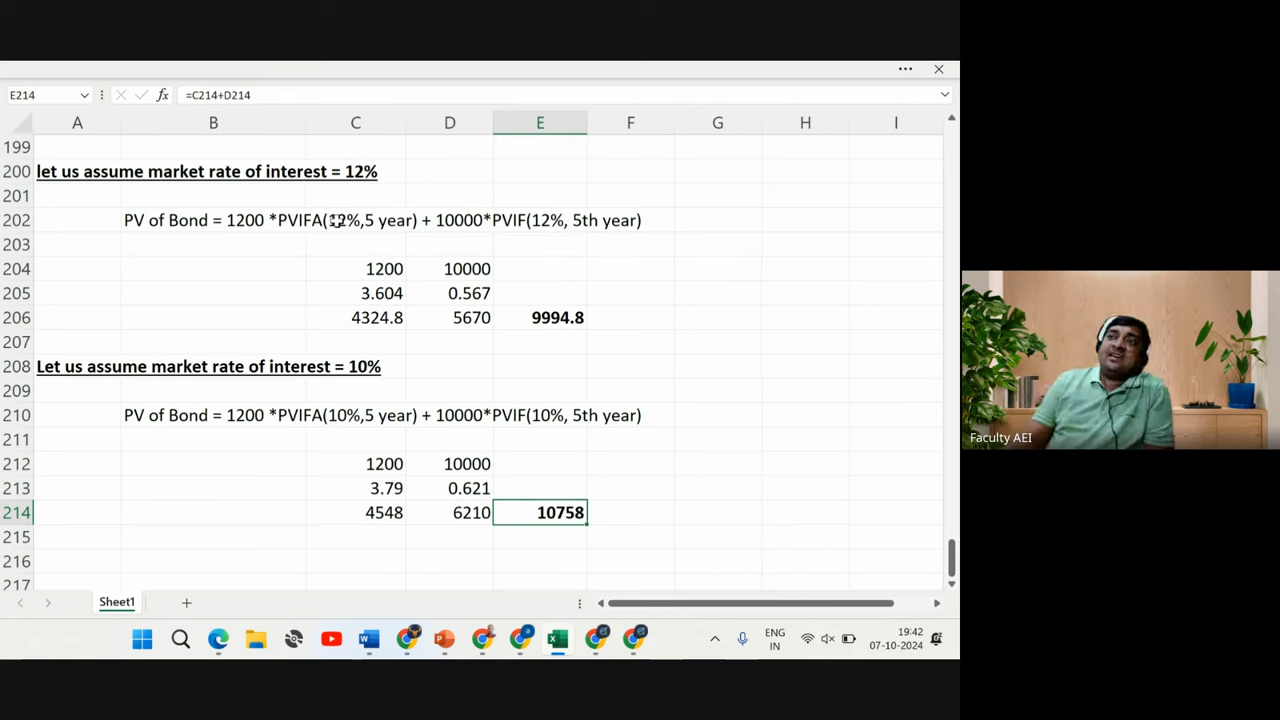 E214
fx
=C214+D214
A B C D E F G H I
199
200 let us assume market rate of interest = 12%
201
202 PV of Bond = 1200 *PVIFA(12%,5 year) + 10000*PVIF(12%, 5th year)
203
204 1200 10000
205 3.604 0.567
206 4324.8 5670 9994.8
207
208 Let us assume market rate of interest = 10%
209
210 PV of Bond = 1200 *PVIFA(10%,5 year) + 10000*PVIF(10%, 5th year)
211
212 1200 10000
213 3.79 0.621
214 4548 6210 10758
215
216
217
Faculty AEI
Sheet1
ENG
IN
19:42
07-10-2024